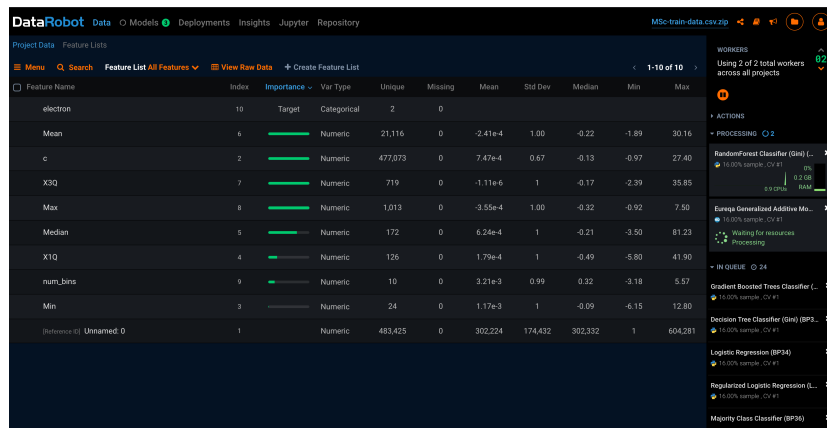 DataRobot Data Models 3 Deployments Insights Jupyter Repository MSc-train-data.csv.zip
Project Data Feature Lists
Menu Search Feature List All Features View Raw Data + Create Feature List 1-10 of 10
Feature Name Index Importance Var Type Unique Missing Mean Std Dev Median Min Max
electron 10 Target Categorical 2 0
Mean 6 Numeric 21,116 0 -2.41e-4 1.00 -0.22 -1.89 30.16
c 2 Numeric 477,073 0 7.47e-4 0.67 -0.13 -0.97 27.40
X3Q 7 Numeric 719 0 -1.11e-6 1 -0.17 -2.39 35.85
Max 8 Numeric 1,013 0 -3.55e-4 1.00 -0.32 -0.92 7.50
Median 5 Numeric 172 0 6.24e-4 1 -0.21 -3.50 81.23
X1Q 4 Numeric 126 0 1.79e-4 1 -0.49 -5.80 41.90
num_bins 9 Numeric 10 0 3.21e-3 0.99 0.32 -3.18 5.57
Min 3 Numeric 24 0 1.17e-3 1 -0.09 -6.15 12.80
[Reference ID] Unnamed: 0 1 Numeric 483,425 0 302,224 174,432 302,332 1 604,281
WORKERS
Using 2 of 2 total workers
across all projects
02
ACTIONS
PROCESSING 2
RandomForest Classifier (Gini) (...
16.00% sample , CV #1
0%
0.2 GB
0.9 CPUs RAM
Eureqa Generalized Additive Mo...
16.00% sample , CV #1
Waiting for resources
Processing
IN QUEUE 24
Gradient Boosted Trees Classifier (...
16.00% sample , CV #1
Decision Tree Classifier (Gini) (BP3...
16.00% sample , CV #1
Logistic Regression (BP34)
16.00% sample , CV #1
Regularized Logistic Regression (L...
16.00% sample , CV #1
Majority Class Classifier (BP36)